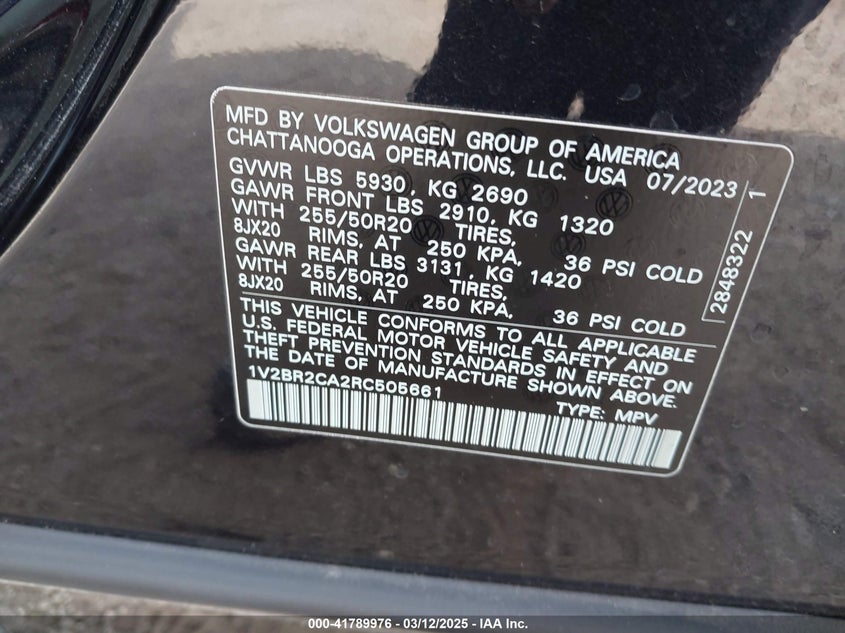 MFD BY VOLKSWAGEN GROUP OF AMERICA
CHATTANOOGA OPERATIONS, LLC. USA 07/2023
GVWR LBS 5930, KG 2690
GAWR FRONT LBS 2910, KG 1320
WITH 255/50R20 TIRES,
8JX20 RIMS, AT 250 KPA, 36 PSI COLD
GAWR REAR LBS 3131, KG 1420
WITH 255/50R20 TIRES,
8JX20 RIMS, AT 250 KPA, 36 PSI COLD
2848322 1
THIS VEHICLE CONFORMS TO ALL APPLICABLE
U.S. FEDERAL MOTOR VEHICLE SAFETY AND
THEFT PREVENTION STANDARDS IN EFFECT ON
THE DATE OF MANUFACTURE SHOWN ABOVE.
1V2BR2CA2RC505661 TYPE: MPV
000-41789976 - 03/12/2025 - IAA Inc.